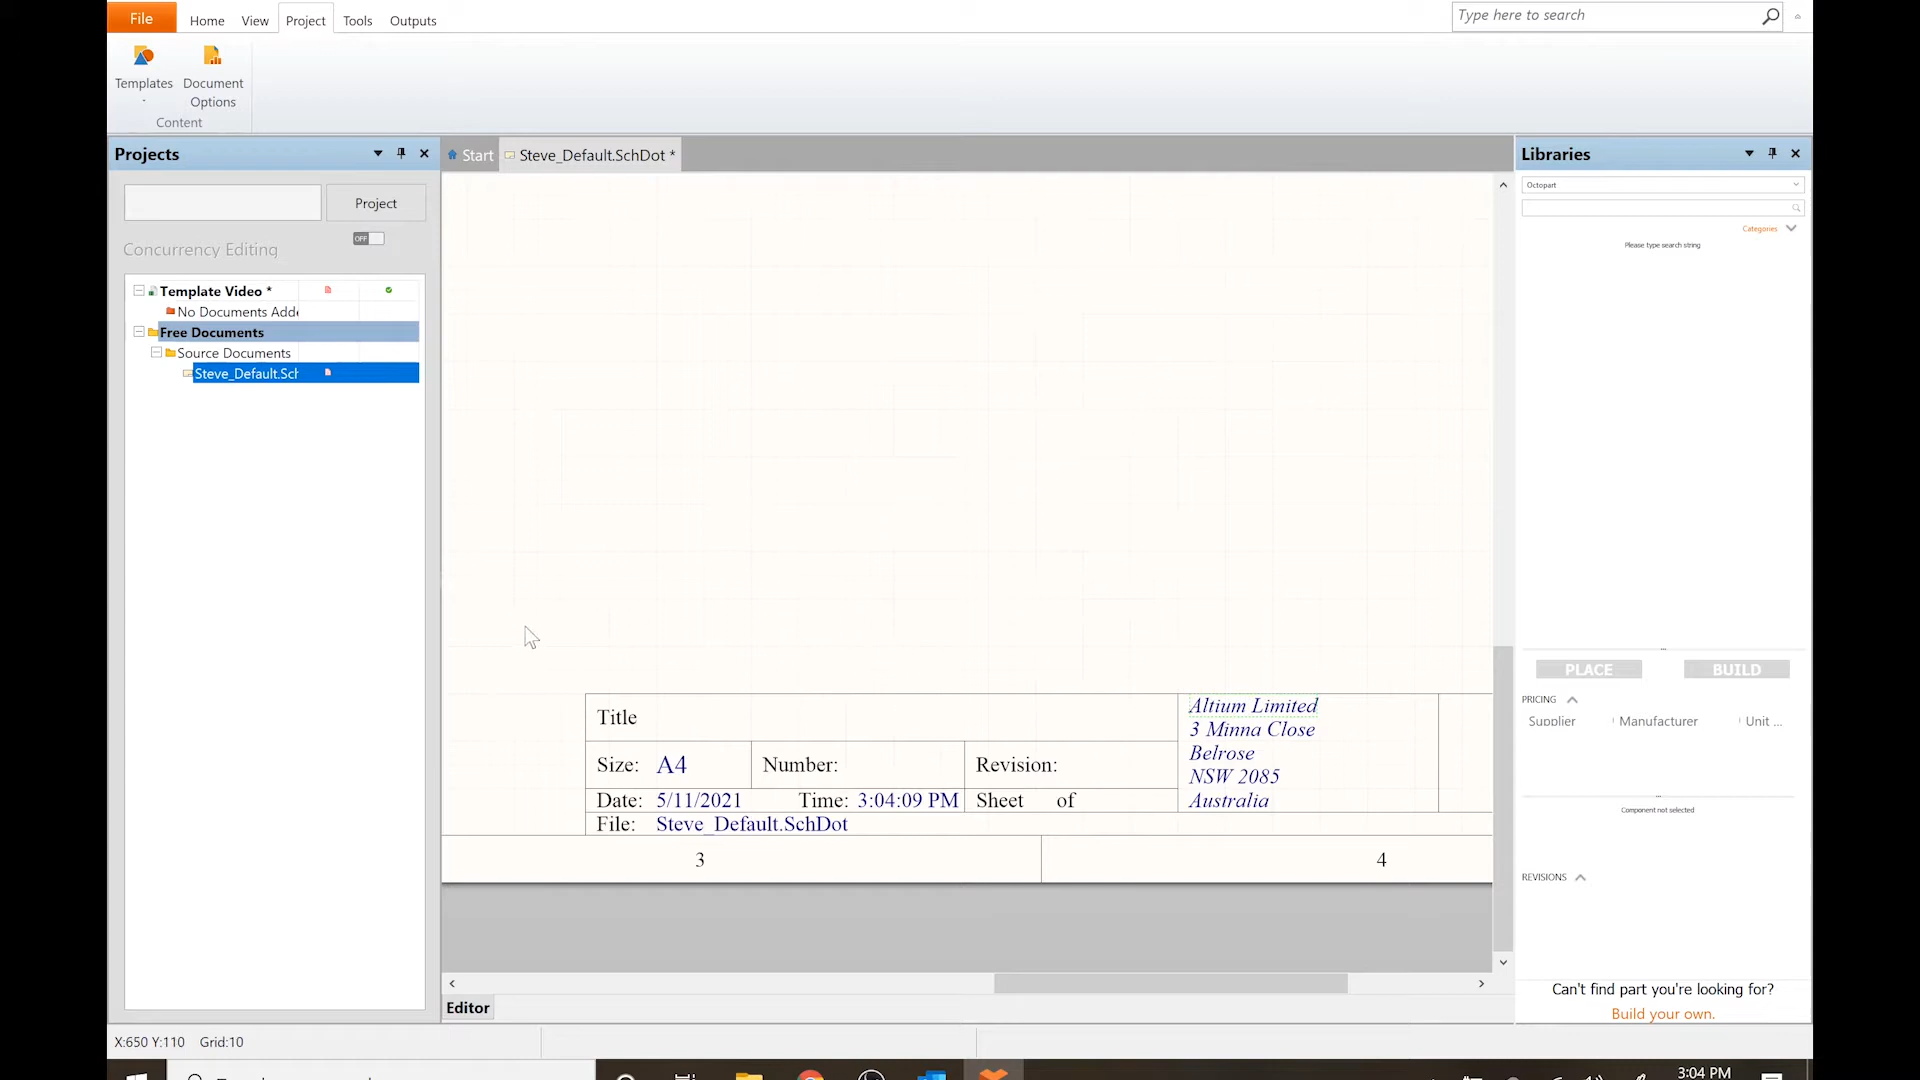 File Home View Project Tools Outputs
Type here to search
Templates
Document
Options
Content
Projects
Start
Steve_Default.SchDot *
Libraries
Project
OFF
Concurrency Editing
Template Video *
No Documents Adde
Free Documents
Source Documents
Steve_Default.Sch
Octopart
Categories
Please type search string
Title
Size: A4
Number:
Revision:
Date: 5/11/2021
Time: 3:04:09 PM
Sheet of
File: Steve_Default.SchDot
Altium Limited
3 Minna Close
Belrose
NSW 2085
Australia
3
4
PLACE BUILD
PRICING
Supplier Manufacturer Unit ...
Component not selected
REVISIONS
Can't find part you're looking for?
Build your own.
Editor
X:650 Y:110 Grid:10
3:04 PM